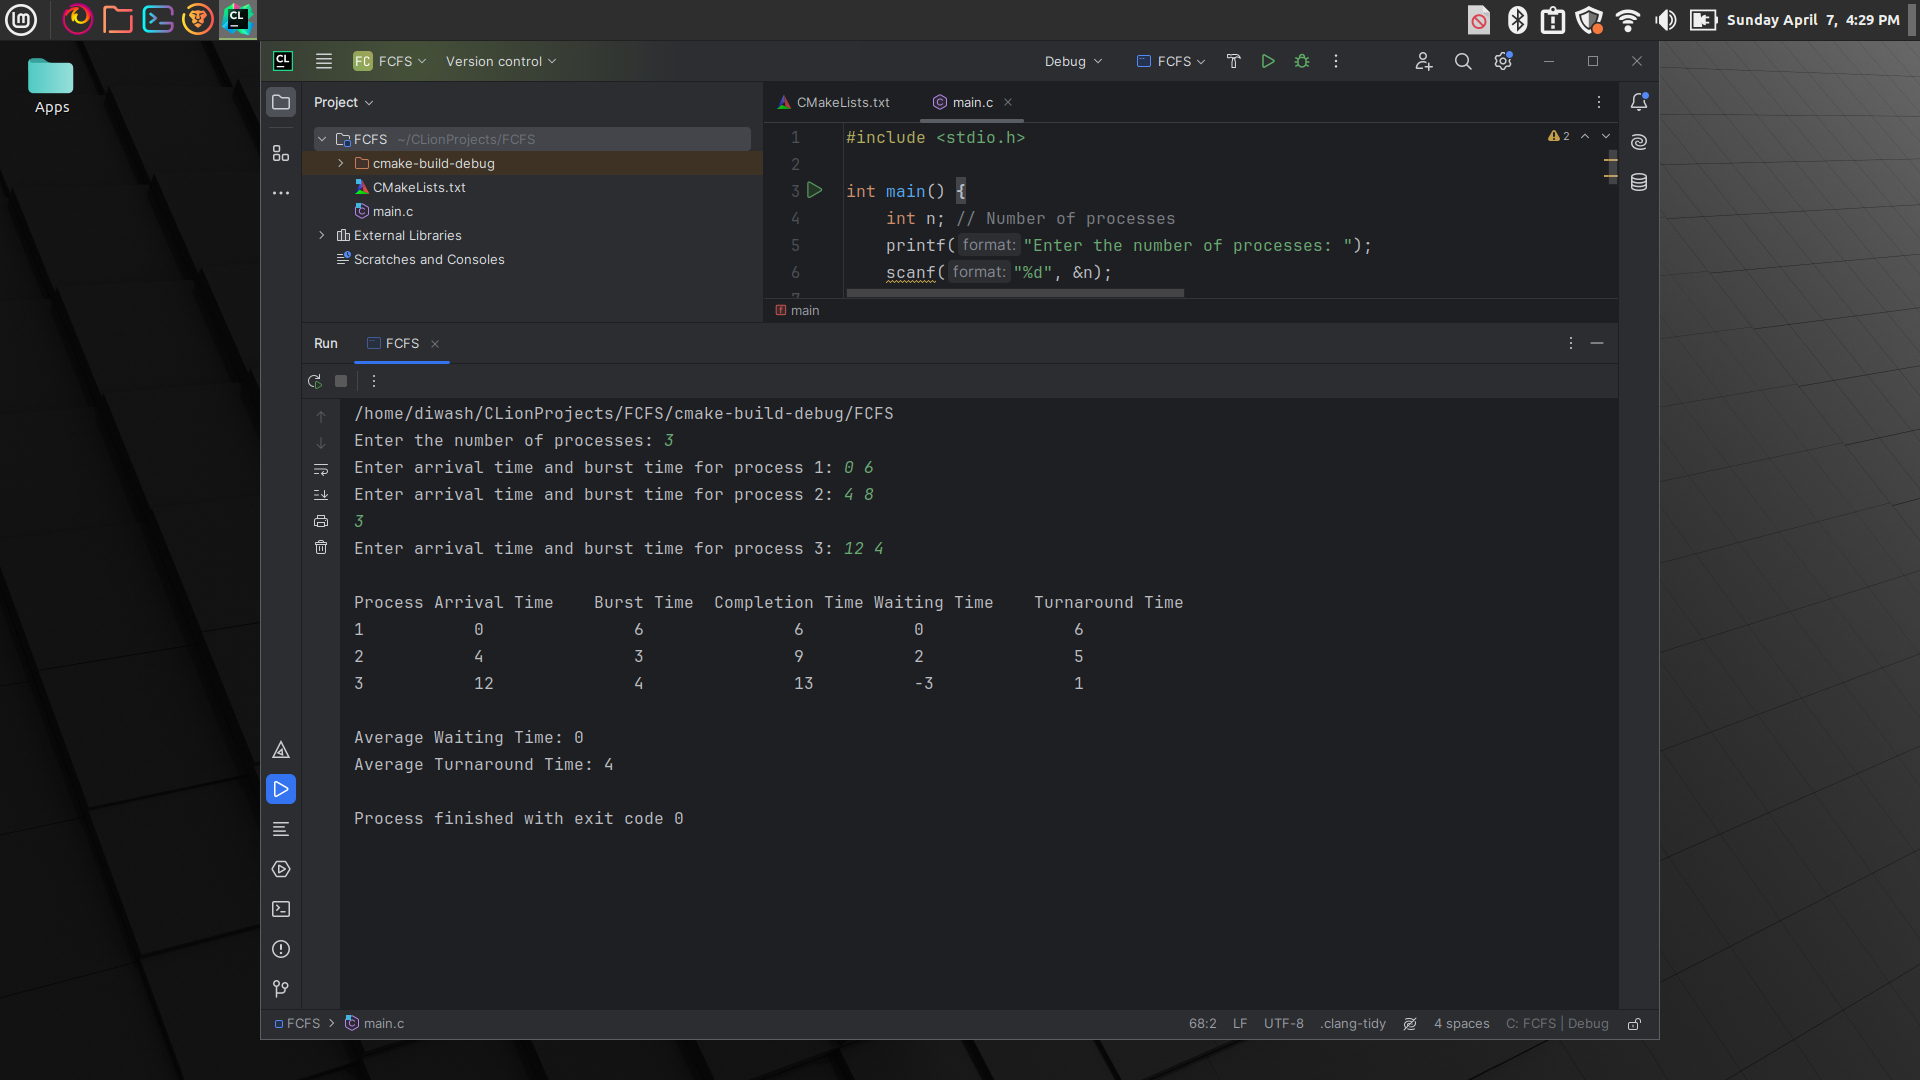 Sunday April 7, 4:29 PM
Apps
CL
FC FCFS
Version control
Debug
FCFS
Project
CMakeLists.txt
main.c
FCFS ~/CLionProjects/FCFS
cmake-build-debug
CMakeLists.txt
main.c
External Libraries
Scratches and Consoles
1 #include <stdio.h>
2
2
3 int main() {
4 int n; // Number of processes
5 printf( format: "Enter the number of processes: ");
6 scanf( format: "%d", &n);
main
Run
FCFS
/home/diwash/CLionProjects/FCFS/cmake-build-debug/FCFS
Enter the number of processes: 3
Enter arrival time and burst time for process 1: 0 6
Enter arrival time and burst time for process 2: 4 8
3
Enter arrival time and burst time for process 3: 12 4
Process Arrival Time Burst Time Completion Time Waiting Time Turnaround Time
1 0 6 6 0 6
2 4 3 9 2 5
3 12 4 13 -3 1
Average Waiting Time: 0
Average Turnaround Time: 4
Process finished with exit code 0
FCFS > main.c
68:2 LF UTF-8 .clang-tidy 4 spaces C: FCFS | Debug